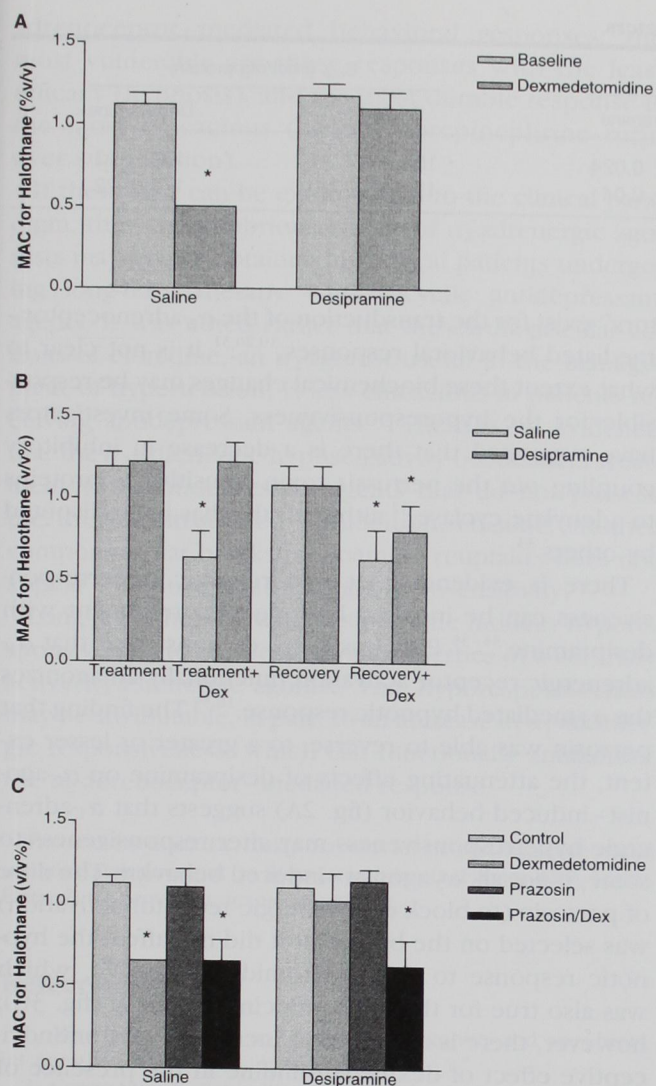 A
1.5
1.0
0.5
0.0
MAC for Halothane (%v/v)
*
Saline
Desipramine
Baseline
Dexmedetomidine
B
1.5
1.0
0.5
0.0
MAC for Halothane (v/v%)
*
*
*
Treatment
Treatment+
Dex
Recovery
Recovery+
Dex
Saline
Desipramine
C
1.5
1.0
0.5
0.0
MAC for Halothane (v/v%)
*
*
*
Saline
Desipramine
Control
Dexmedetomidine
Prazosin
Prazosin/Dex